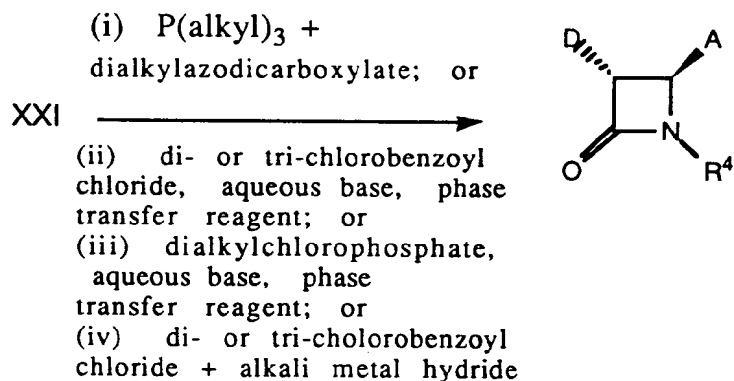 (i) P(alkyl)3 +
dialkylazodicarboxylate; or
XXI
(ii) di- or tri-chlorobenzoyl
chloride, aqueous base, phase
transfer reagent; or
(iii) dialkylchlorophosphate,
aqueous base, phase
transfer reagent; or
(iv) di- or tri-cholorobenzoyl
chloride + alkali metal hydride
D A
N
O R4